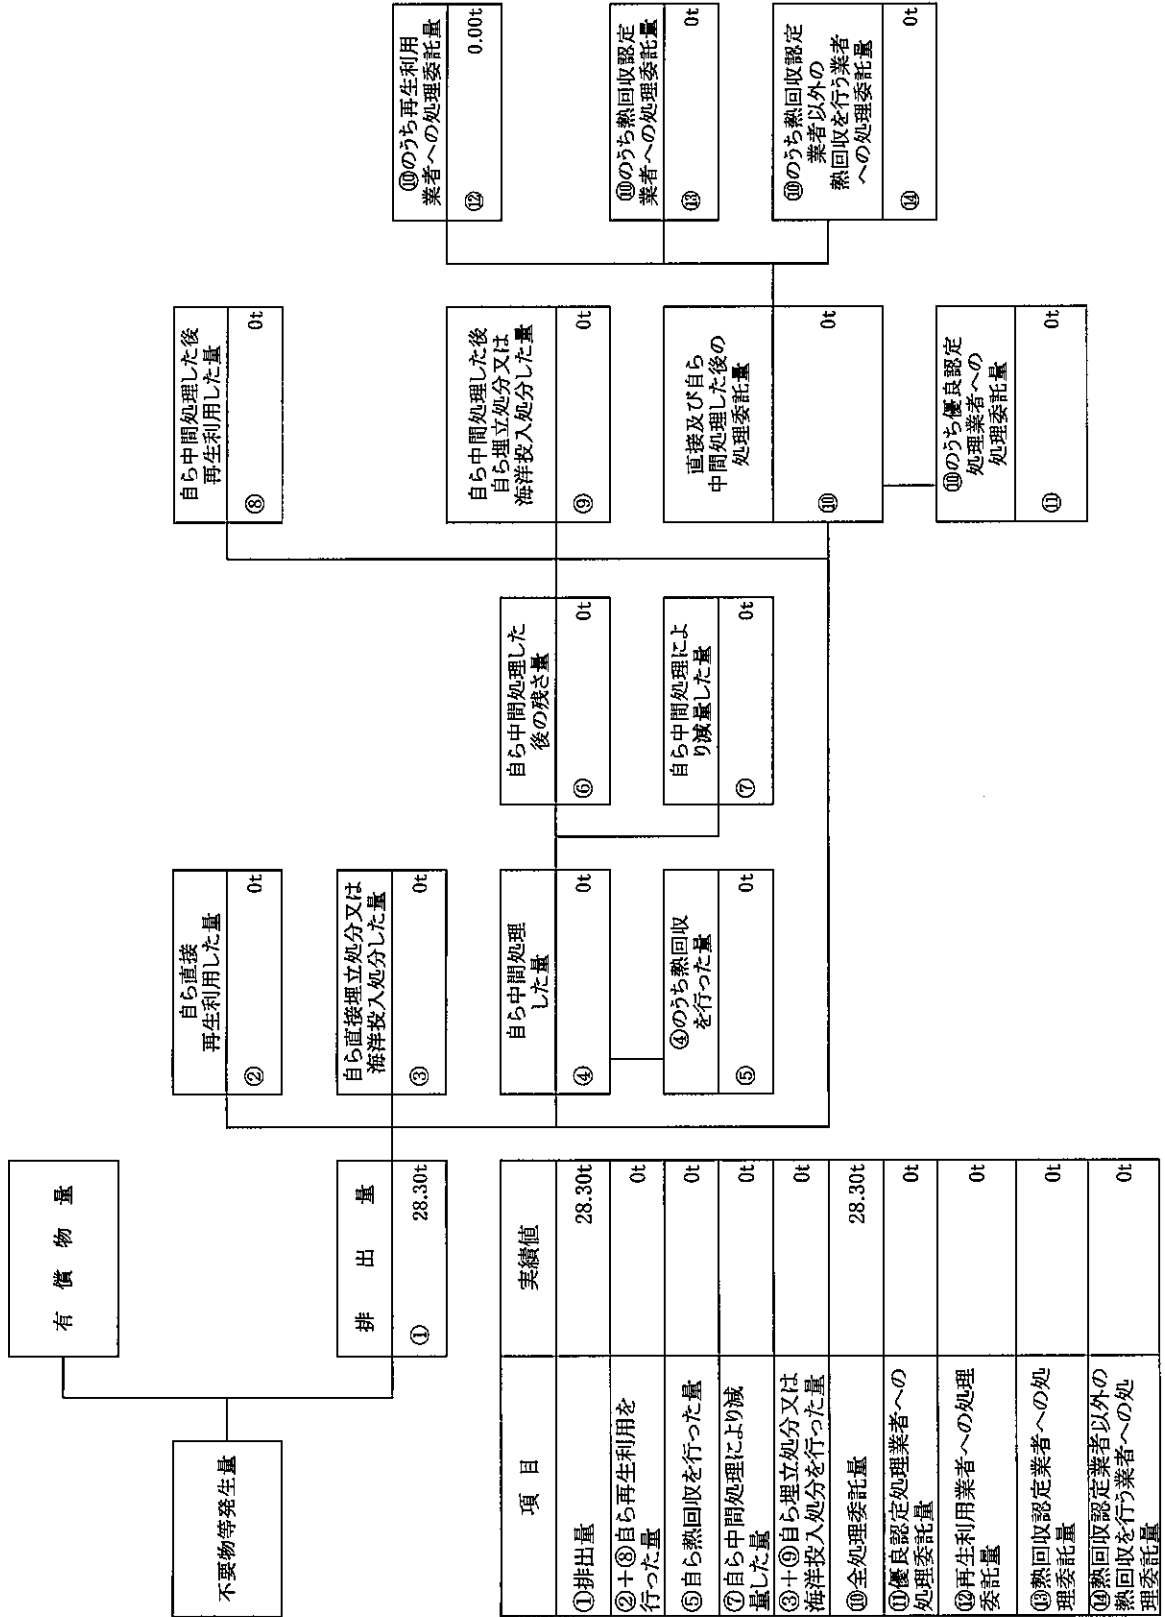 不要物等発生量
有償物量
排出量
① 28.30t
自ら直接
再生利用した量
② 0t
自ら直接埋立処分又は
海洋投入処分した量
③ 0t
自ら中間処理
した量
④ 0t
④のうち熱回収
を行った量
⑤ 0t
自ら中間処理した
後の残さ量
⑥ 0t
自ら中間処理によ
り減量した量
⑦ 0t
自ら中間処理した後
再生利用した量
⑧ 0t
自ら中間処理した後
自ら埋立処分又は
海洋投入処分した量
⑨ 0t
直接及び自ら
中間処理した後の
処理委託量
⑩ 0t
⑩のうち優良認定
処理業者への
処理委託量
⑪ 0t
⑩のうち再生利用
業者への処理委託量
⑫ 0.00t
⑩のうち熱回収認定
業者への処理委託量
⑬ 0t
⑩のうち熱回収認定
業者以外の
熱回収を行う業者
への処理委託量
⑭ 0t
項目 実績値
①排出量 28.30t
②+⑧自ら再生利用を
行った量 0t
⑤自ら熱回収を行った量 0t
⑦自ら中間処理により減
量した量 0t
③+⑨自ら埋立処分又は
海洋投入処分を行った量 0t
⑩全処理委託量 28.30t
⑪優良認定処理業者への
処理委託量 0t
⑫再生利用業者への処理
委託量 0t
⑬熱回収認定業者への処
理委託量 0t
⑭熱回収認定業者以外の
熱回収を行う業者への処
理委託量 0t